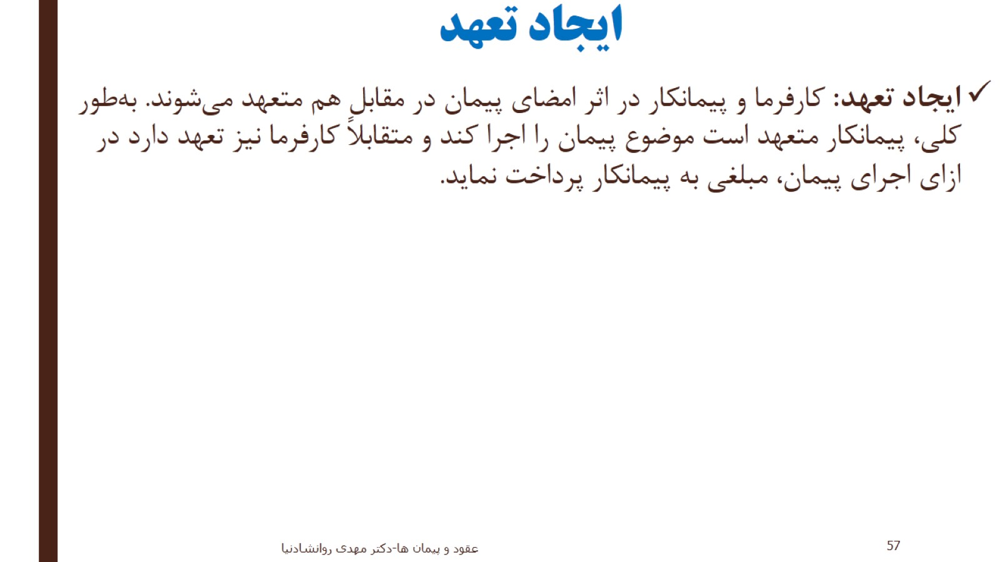 ایجاد تعهد
✓ ایجاد تعهد: کارفرما و پیمانکار در اثر امضای پیمان در مقابل هم متعهد می‌شوند. به‌طور
کلی، پیمانکار متعهد است موضوع پیمان را اجرا کند و متقابلاً کارفرما نیز تعهد دارد در
ازای اجرای پیمان، مبلغی به پیمانکار پرداخت نماید.
عقود و پیمان ها-دکتر مهدی روانشادنیا
57